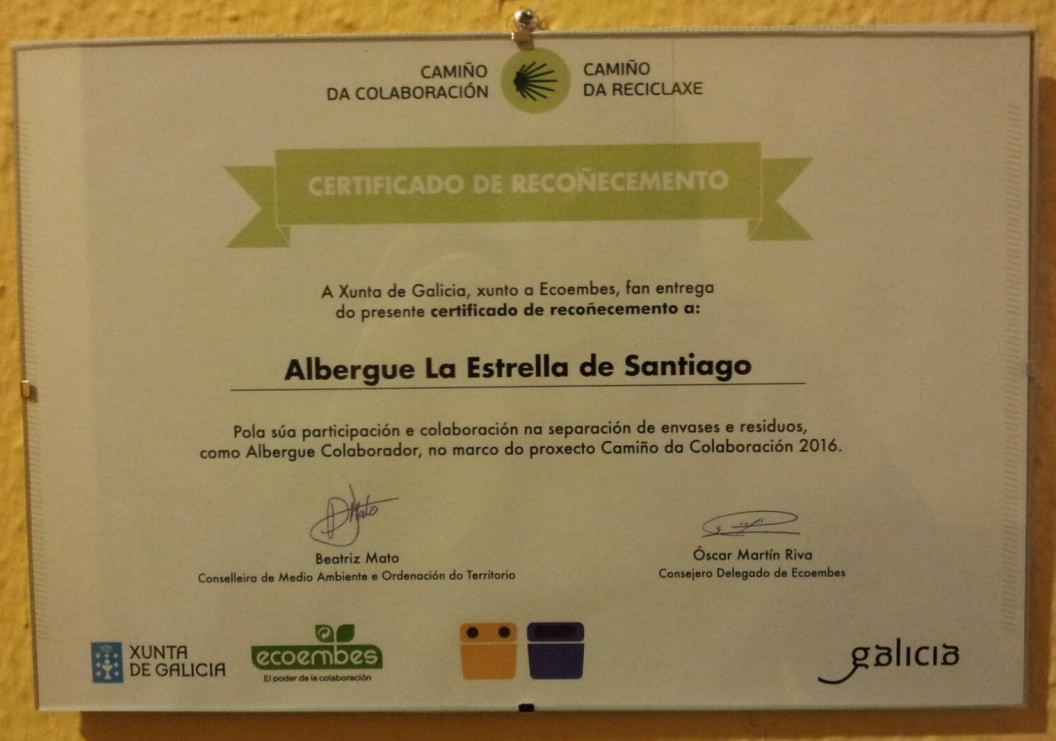 CAMIÑO
DA COLABORACIÓN
CAMIÑO
DA RECICLAXE
CERTIFICADO DE RECOÑECEMENTO
A Xunta de Galicia, xunto a Ecoembes, fan entrega
do presente certificado de recoñecemento a:
Albergue La Estrella de Santiago
Pola súa participación e colaboración na separación de envases e residuos,
como Albergue Colaborador, no marco do proxecto Camiño da Colaboración 2016.
Beatriz Mato
Conselleira de Medio Ambiente e Ordenación do Territorio
Óscar Martín Riva
Consejero Delegado de Ecoembes
XUNTA
DE GALICIA
ecoembes
El poder de la colaboración
galicia